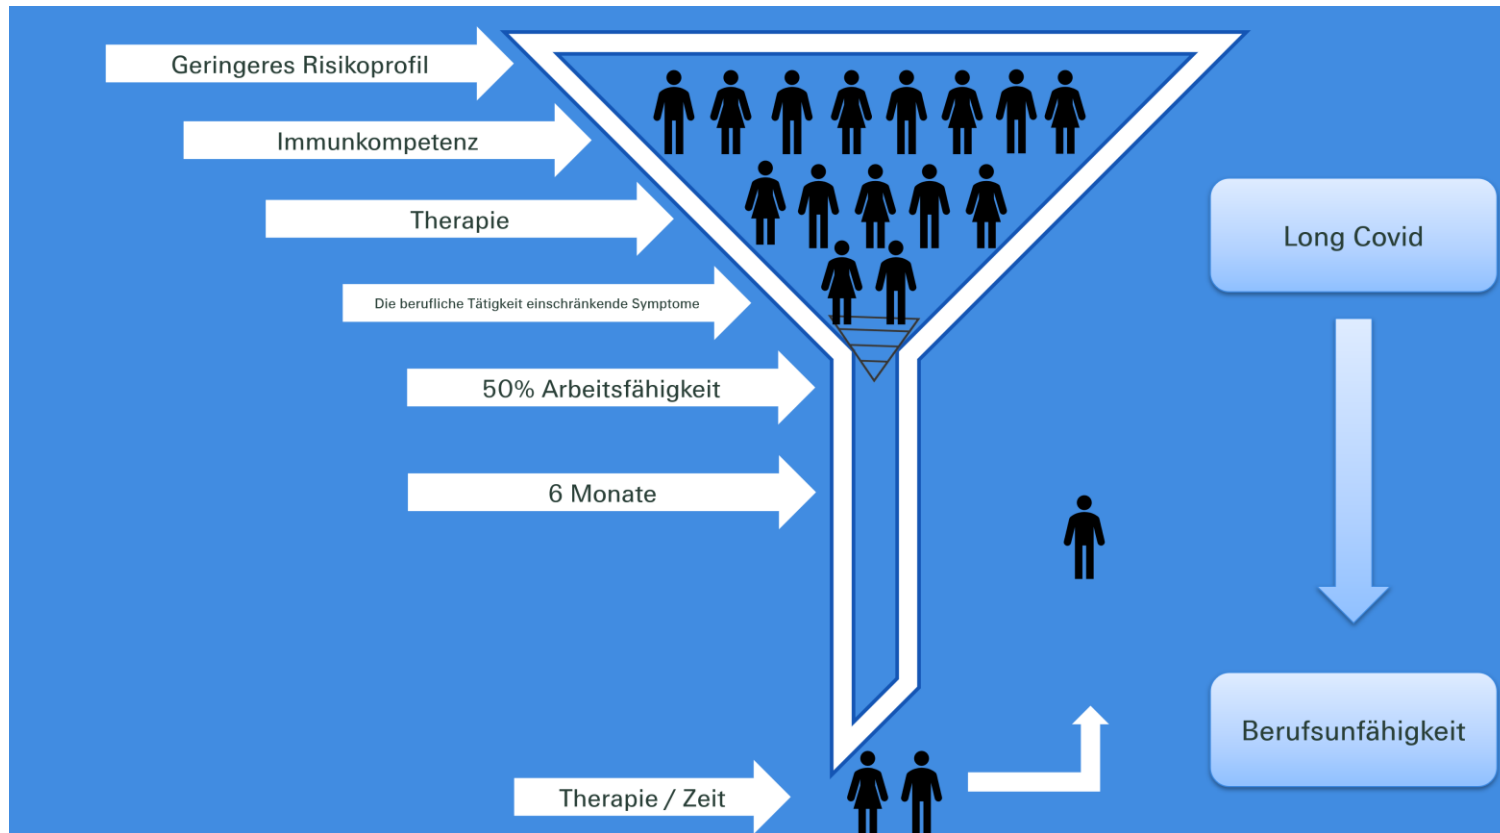 Geringeres Risikoprofil
Immunkompetenz
Therapie
Die berufliche Tätigkeit einschränkende Symptome
50% Arbeitsfähigkeit
6 Monate
Therapie / Zeit
Long Covid
Berufsunfähigkeit